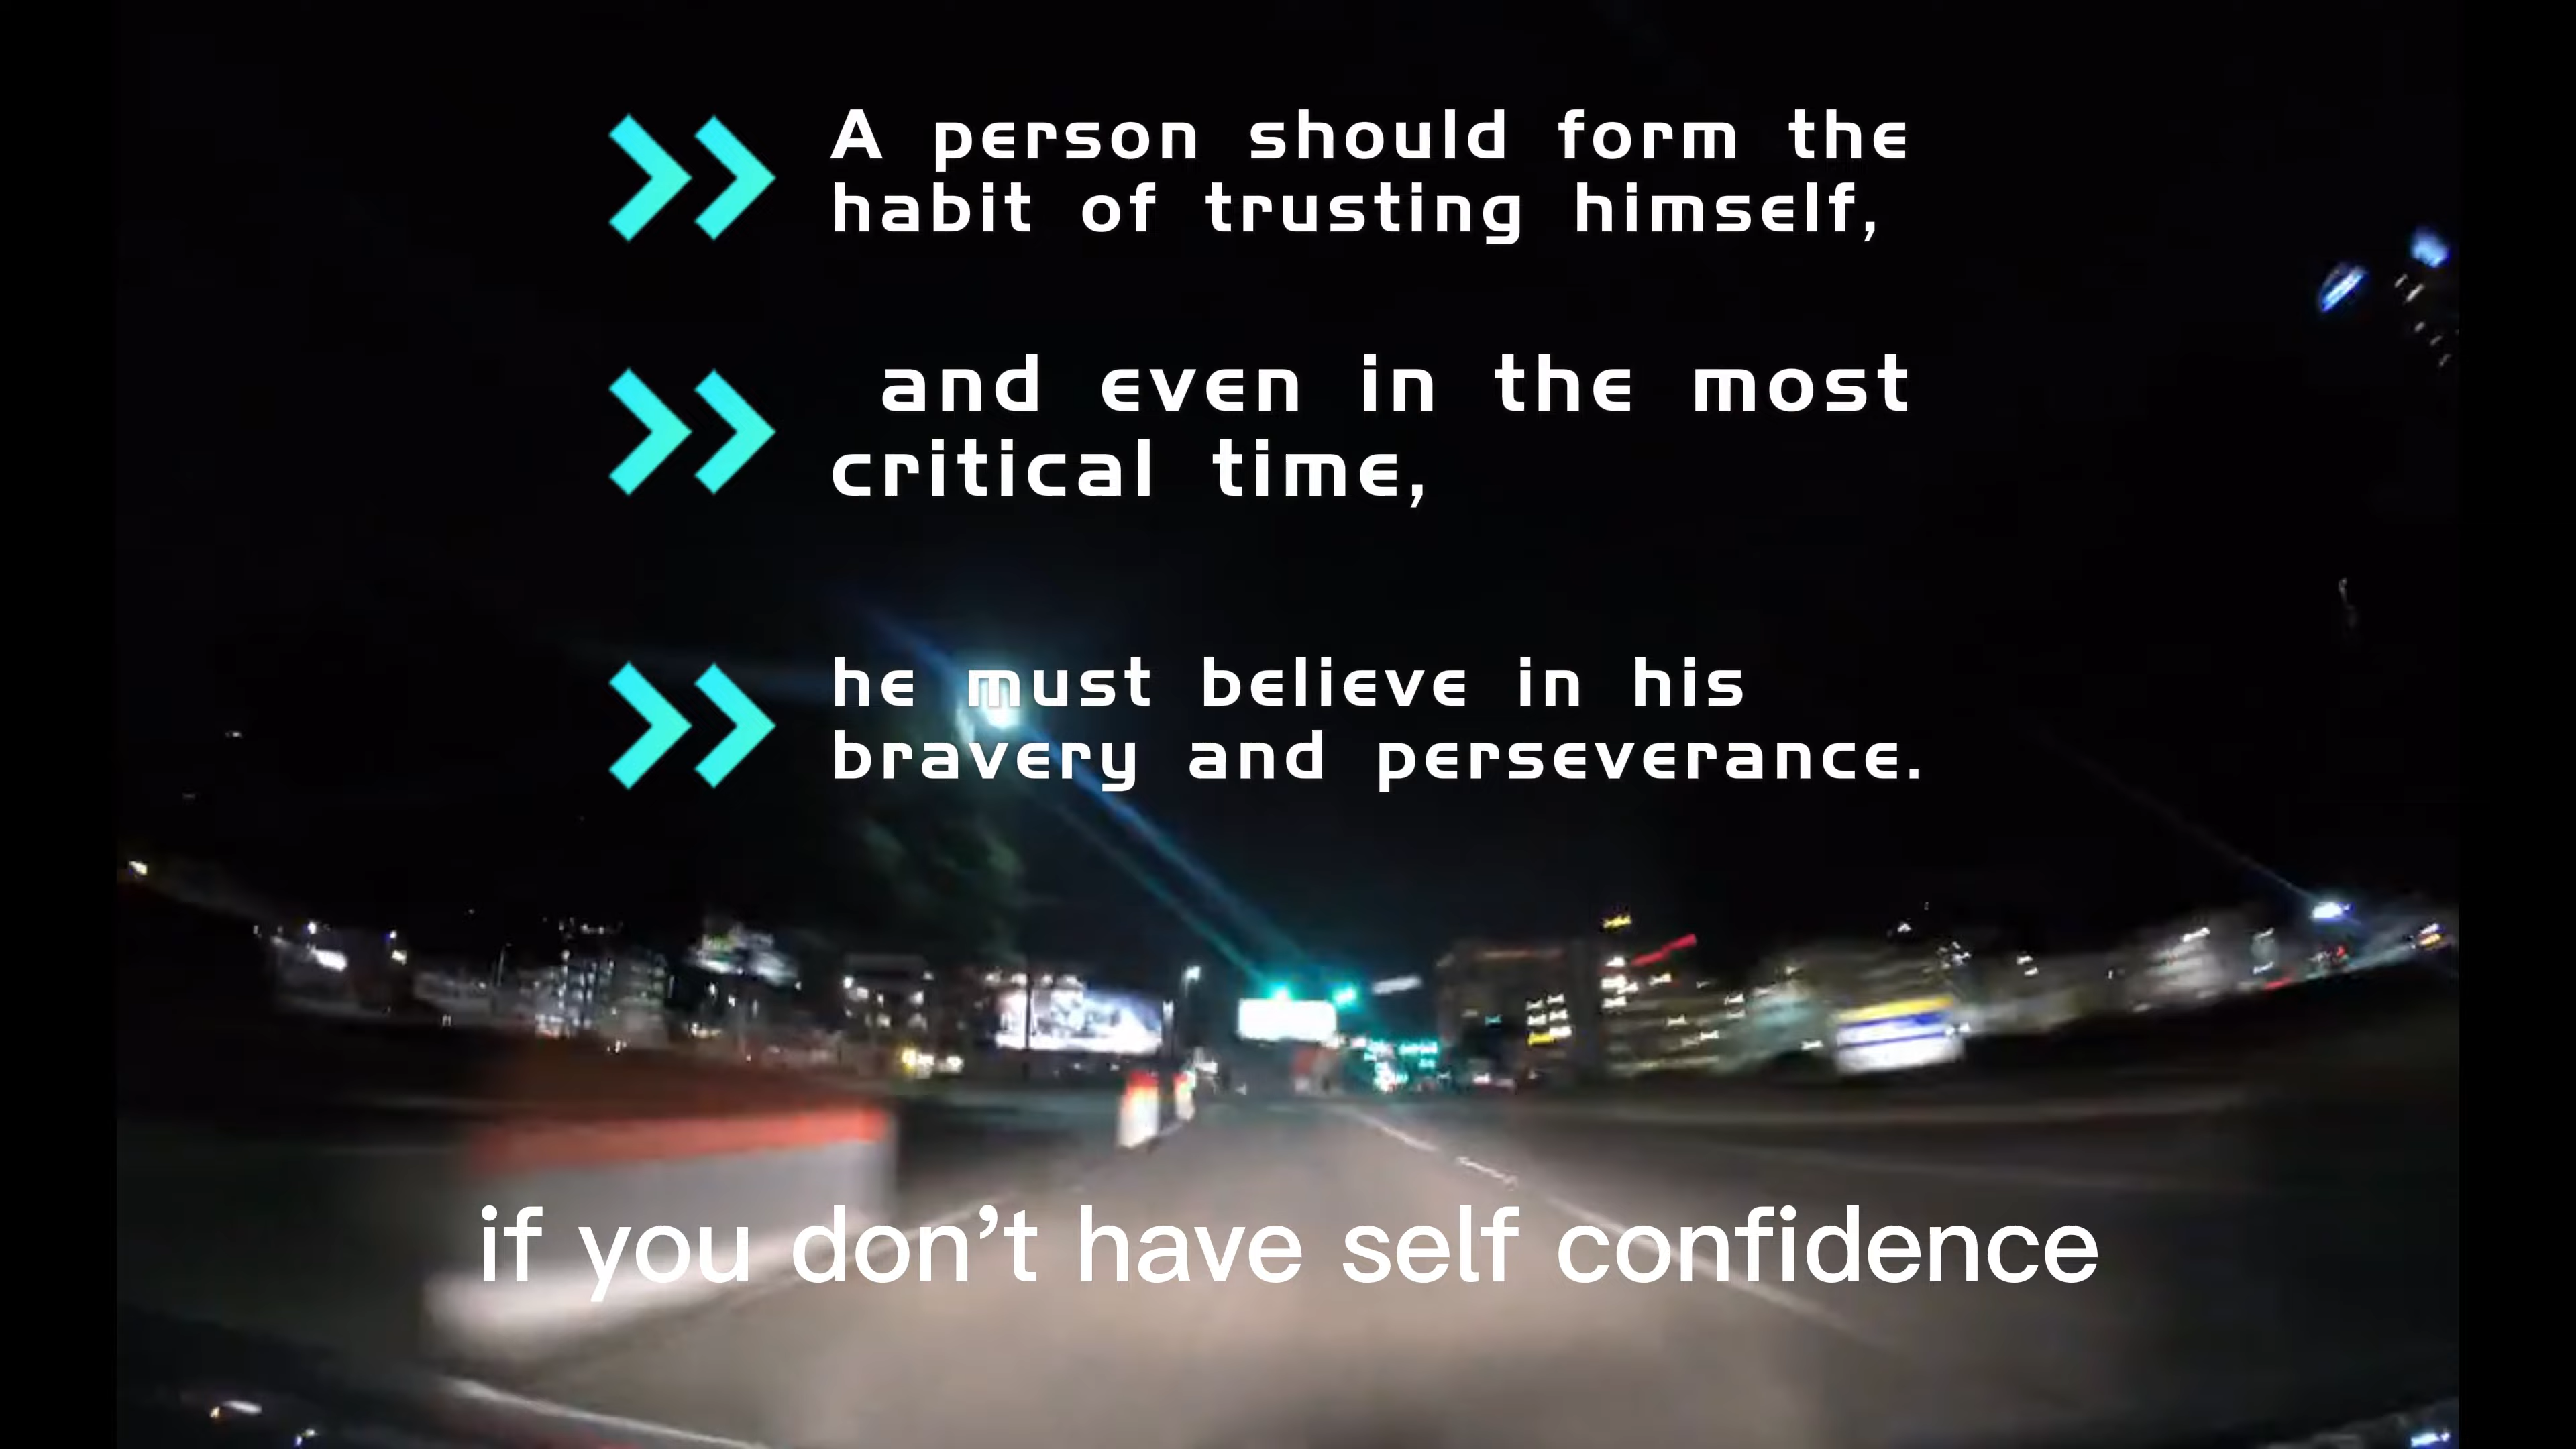 A person should form the
habit of trusting himself,
and even in the most
critical time,
he must believe in his
bravery and perseverance.
if you don’t have self confidence